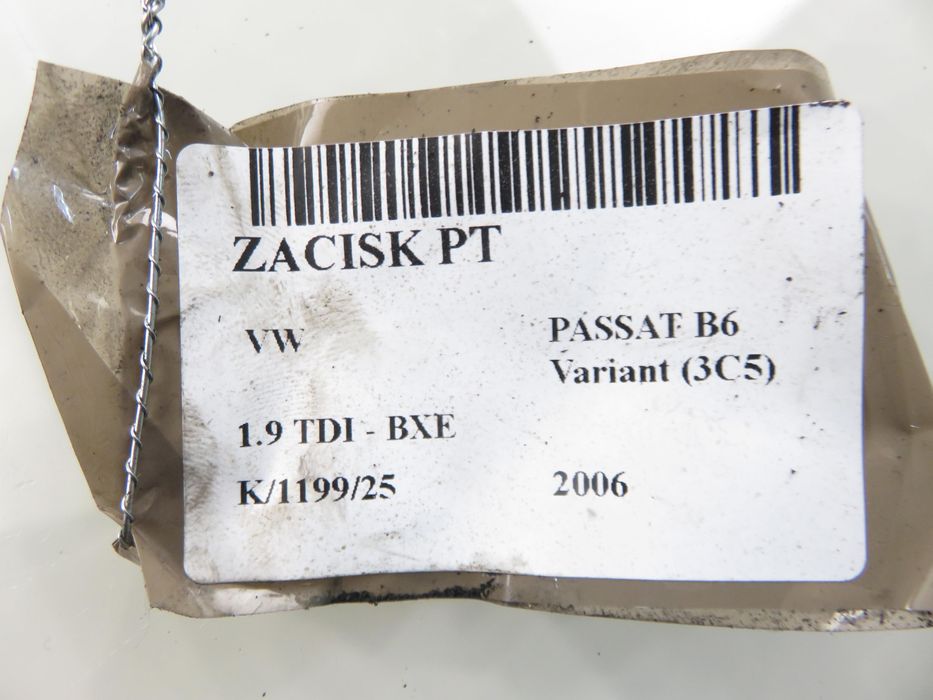 ZACISK PT
VW
PASSAT B6
Variant (3C5)
1.9 TDI - BXE
K/1199/25
2006